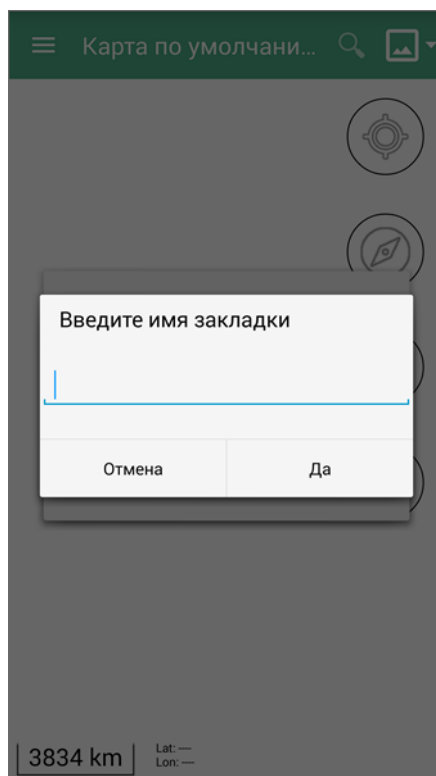 Карта по умолчани...
Введите имя закладки
Отмена
Да
3834 km
Lat: —
Lon: —